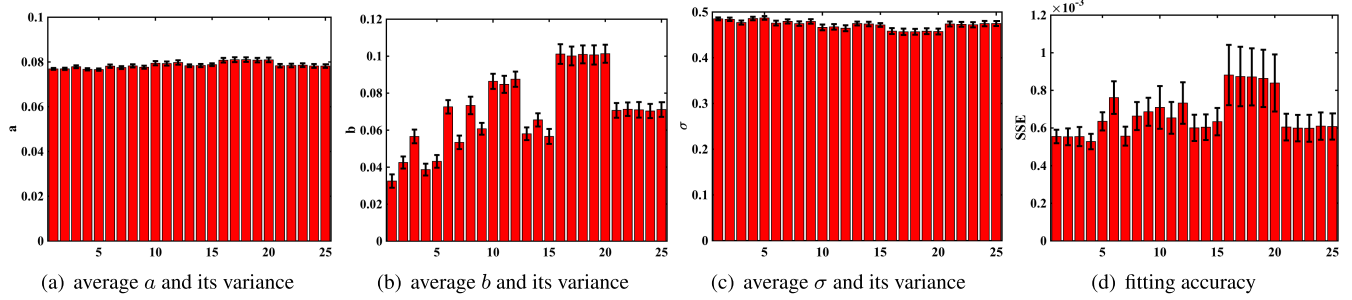 0.1
0.08
0.06
0.04
0.02
0
a
5 10 15 20 25
(a) average a and its variance
0.12
0.1
0.08
0.06
0.04
0.02
0
b
5 10 15 20 25
(b) average b and its variance
0.5
0.4
0.3
0.2
0.1
0
σ
5 10 15 20 25
(c) average σ and its variance
×10⁻³
1.2
1
0.8
0.6
0.4
0.2
0
SSE
5 10 15 20 25
(d) fitting accuracy